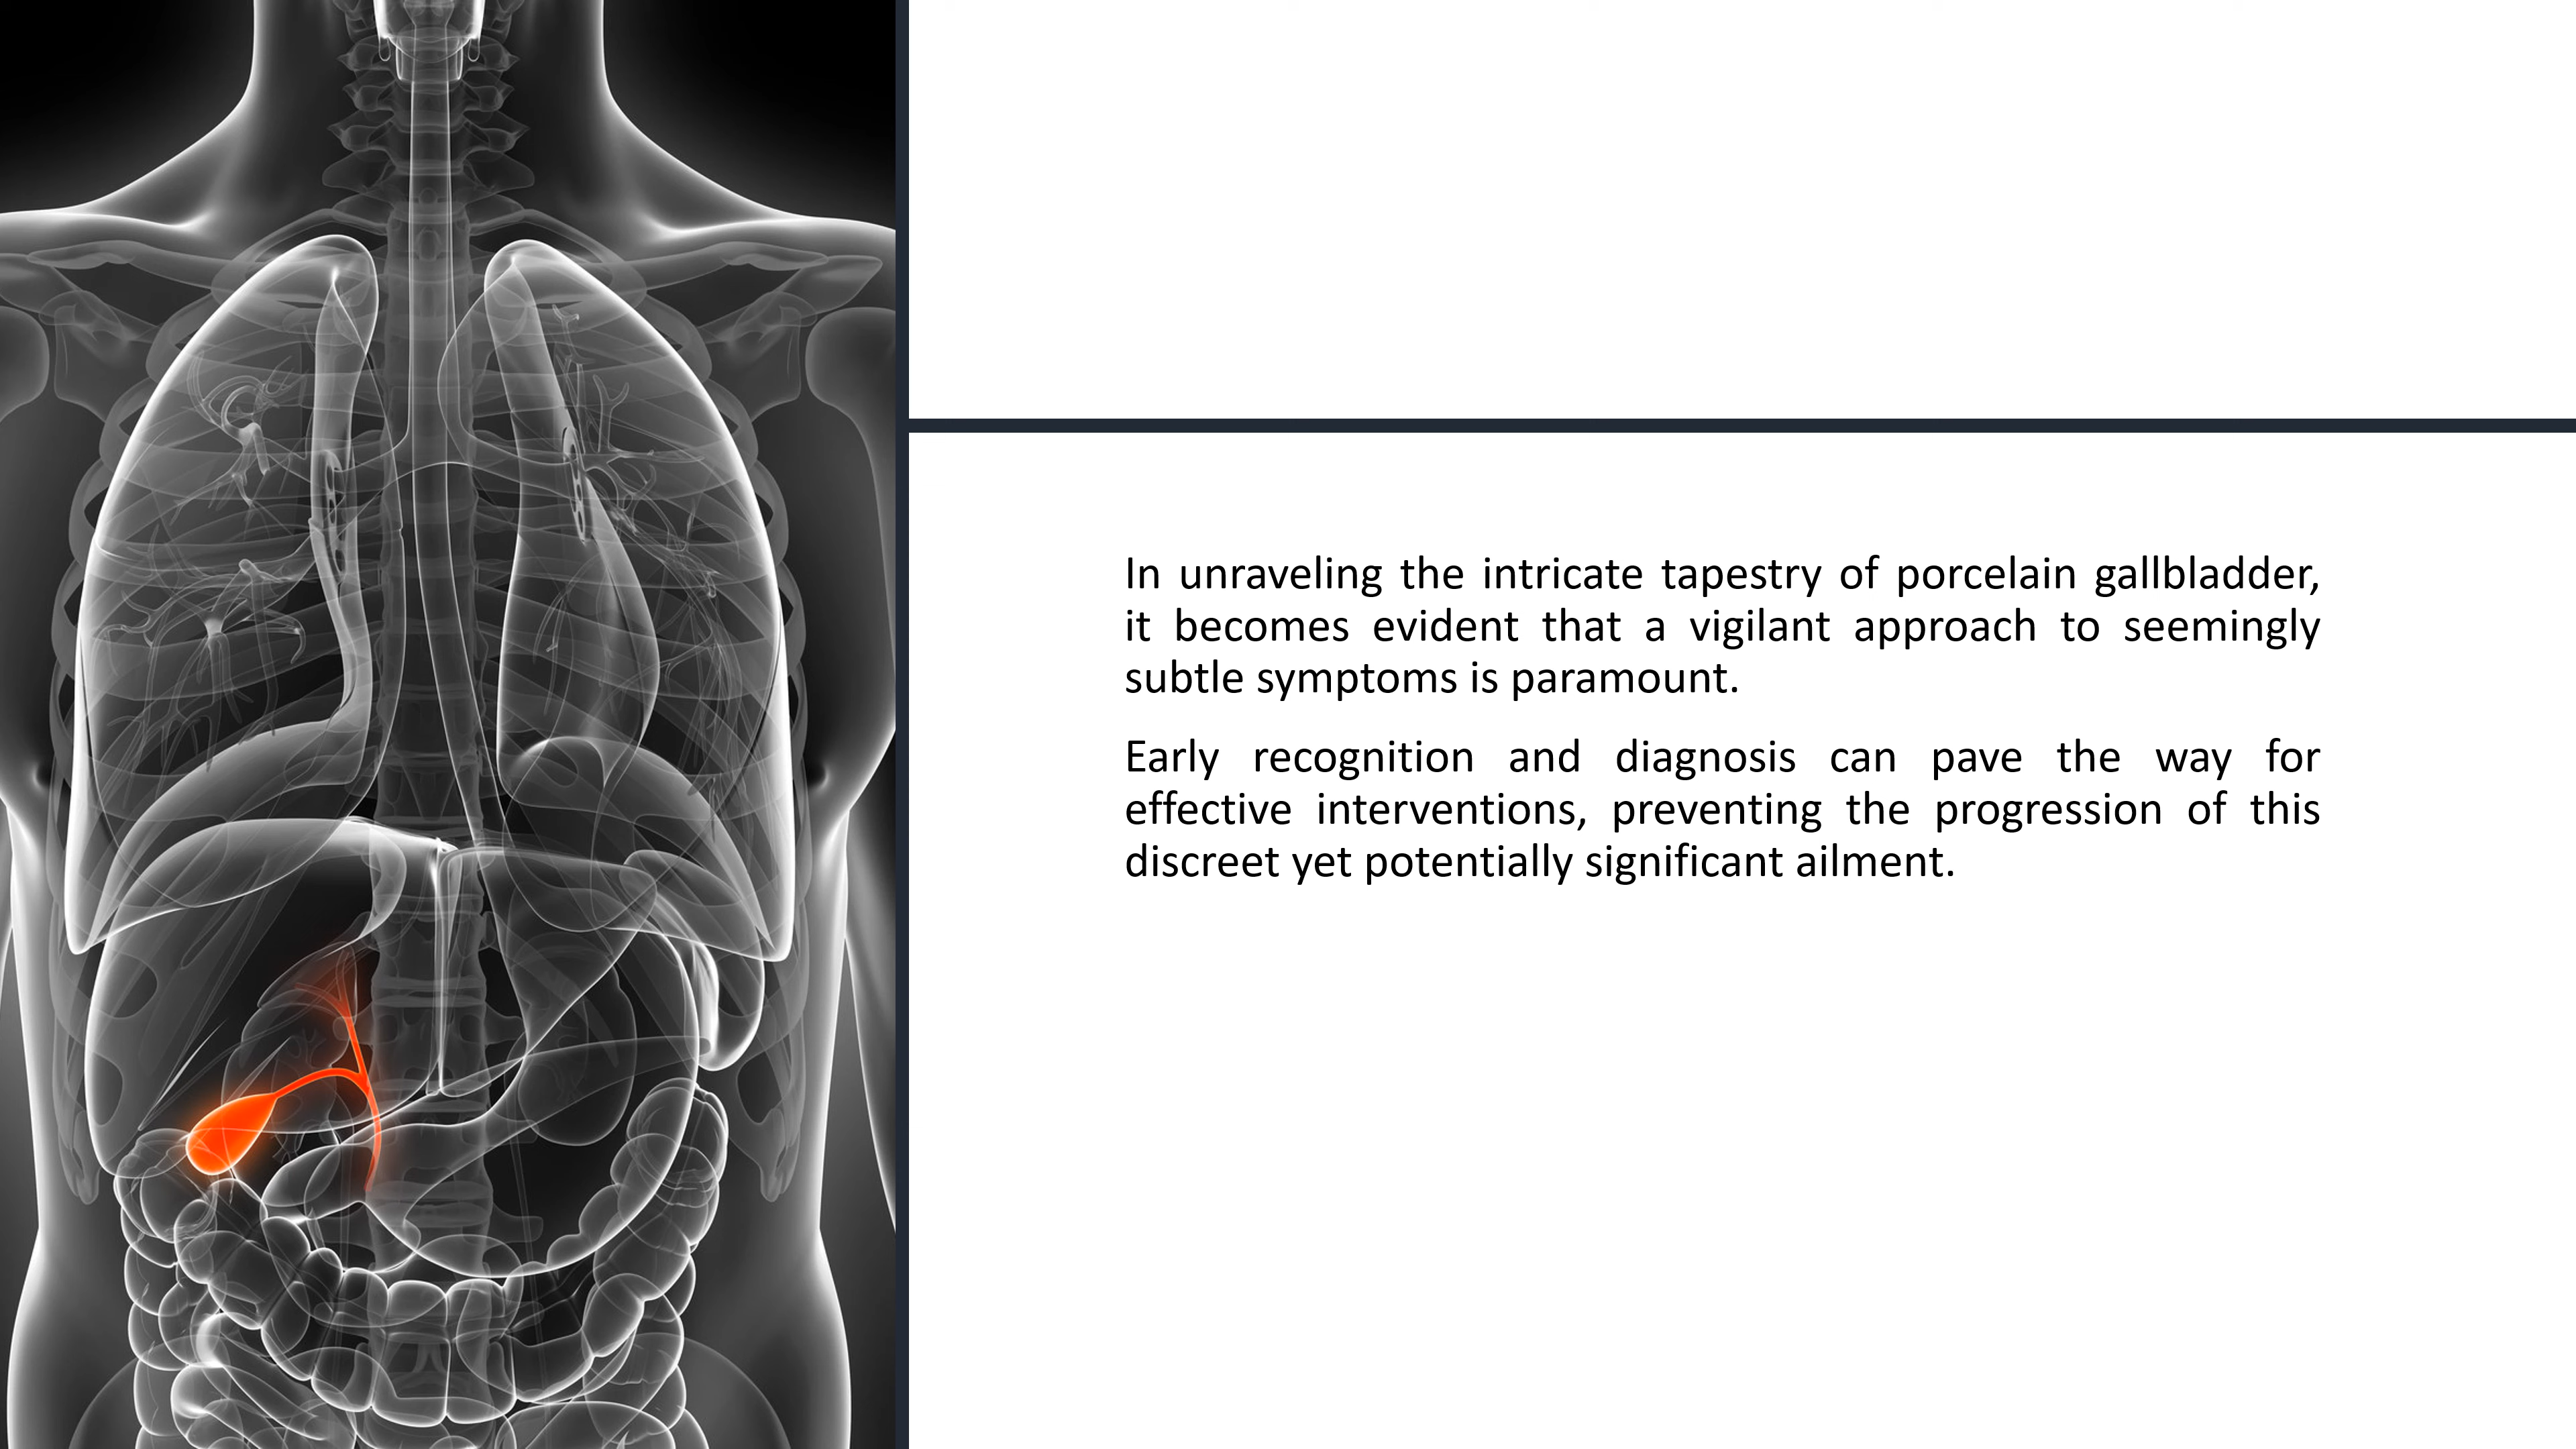 In unraveling the intricate tapestry of porcelain gallbladder,
it becomes evident that a vigilant approach to seemingly
subtle symptoms is paramount.
Early recognition and diagnosis can pave the way for
effective interventions, preventing the progression of this
discreet yet potentially significant ailment.